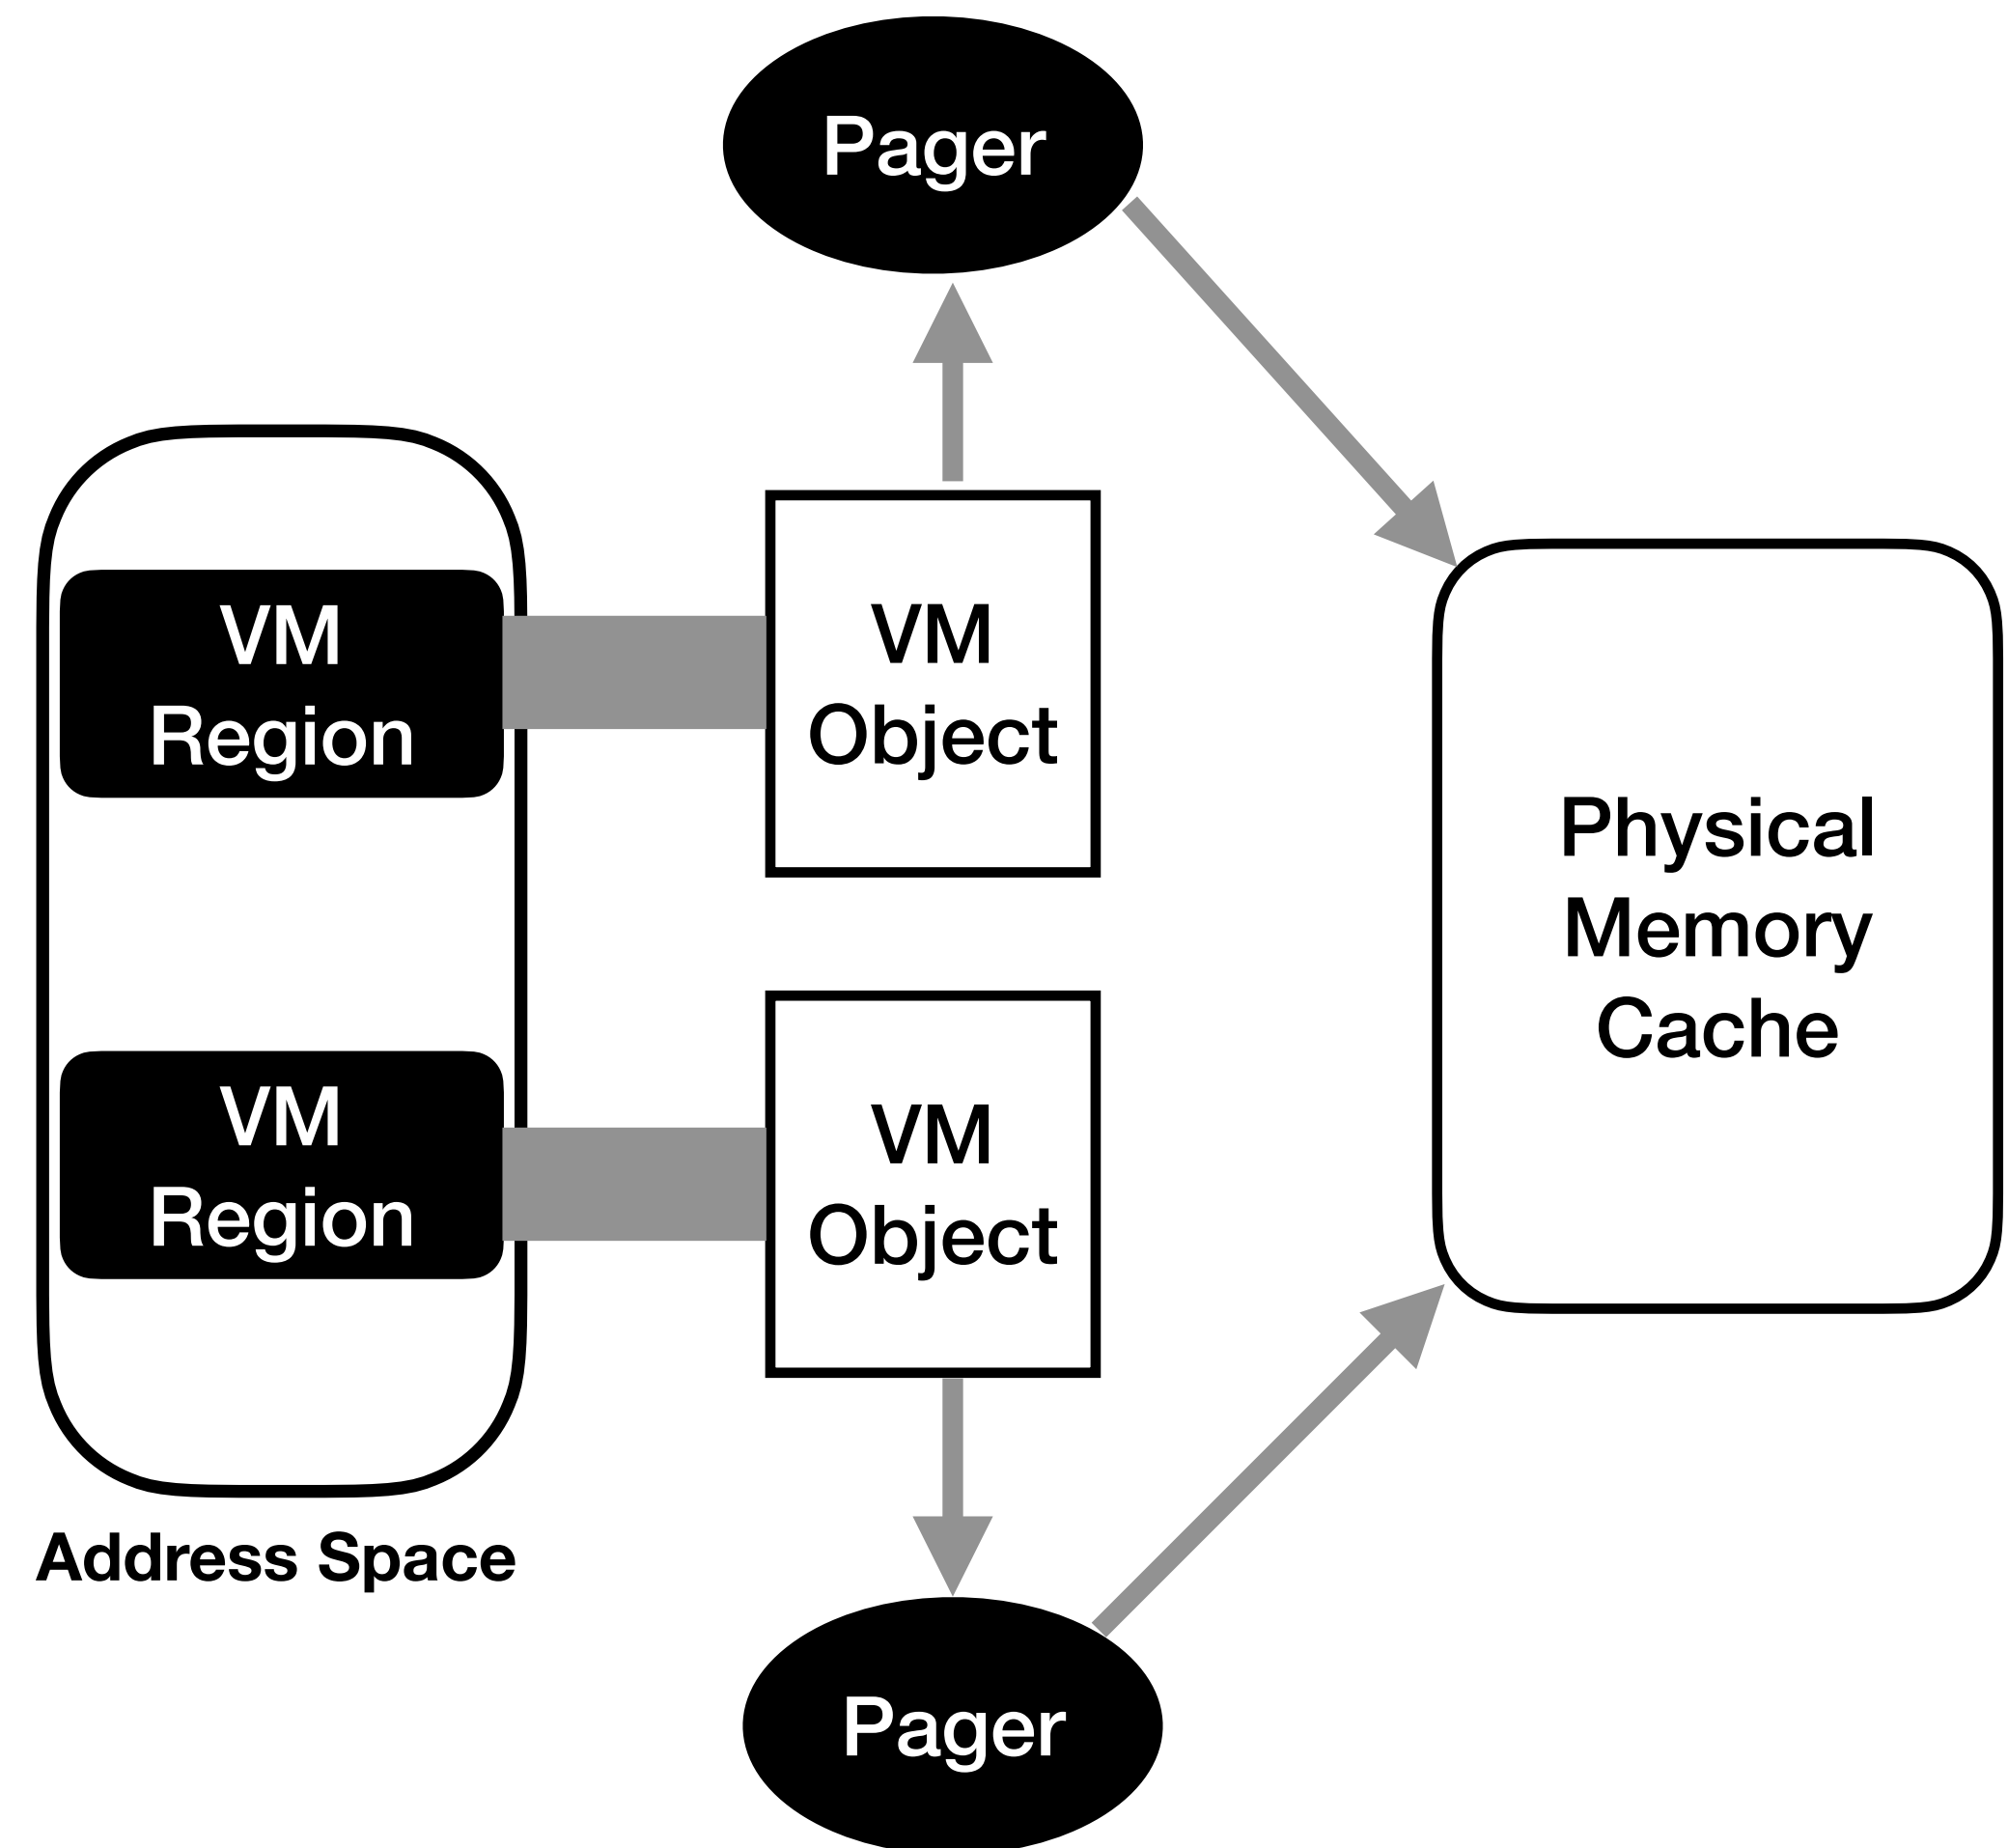 Pager
VM
Region
VM
Object
Physical
Memory
Cache
VM
Region
VM
Object
Address Space
Pager